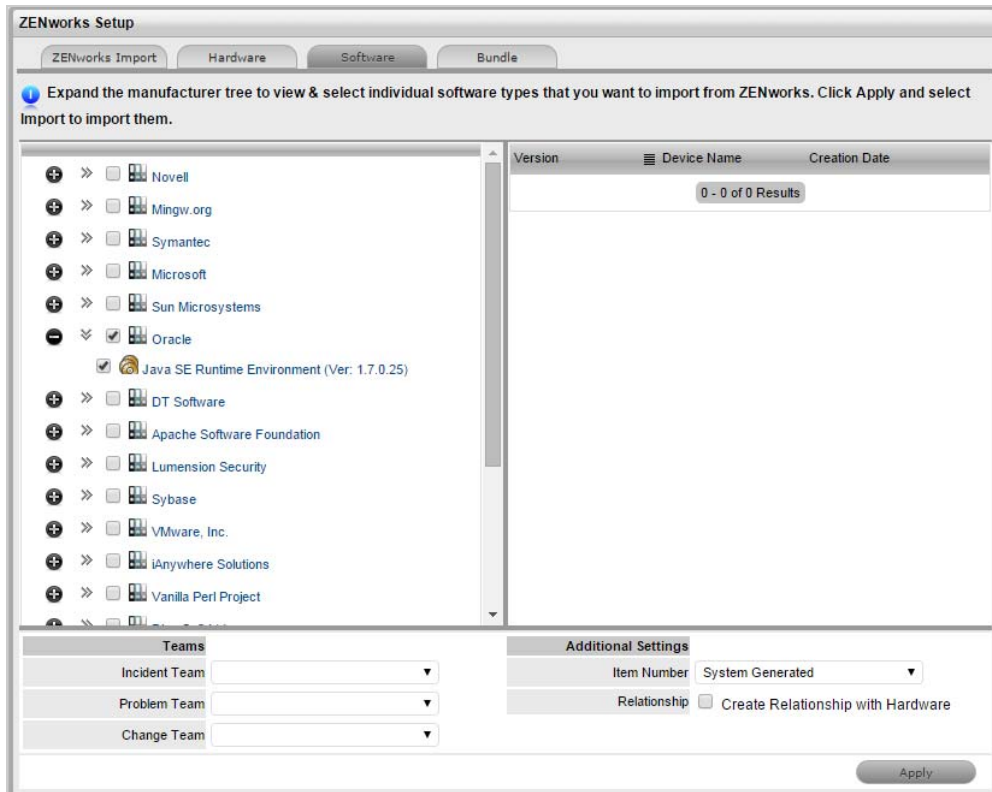 ZENworks Setup
ZENworks Import Hardware Software Bundle
Expand the manufacturer tree to view & select individual software types that you want to import from ZENworks. Click Apply and select
Import to import them.
Version Device Name Creation Date
0 - 0 of 0 Results
Novell
Mingw.org
Symantec
Microsoft
Sun Microsystems
Oracle
Java SE Runtime Environment (Ver: 1.7.0.25)
DT Software
Apache Software Foundation
Lumension Security
Sybase
VMware, Inc.
iAnywhere Solutions
Vanilla Perl Project
Teams
Incident Team
Problem Team
Change Team
Additional Settings
Item Number System Generated
Relationship Create Relationship with Hardware
Apply